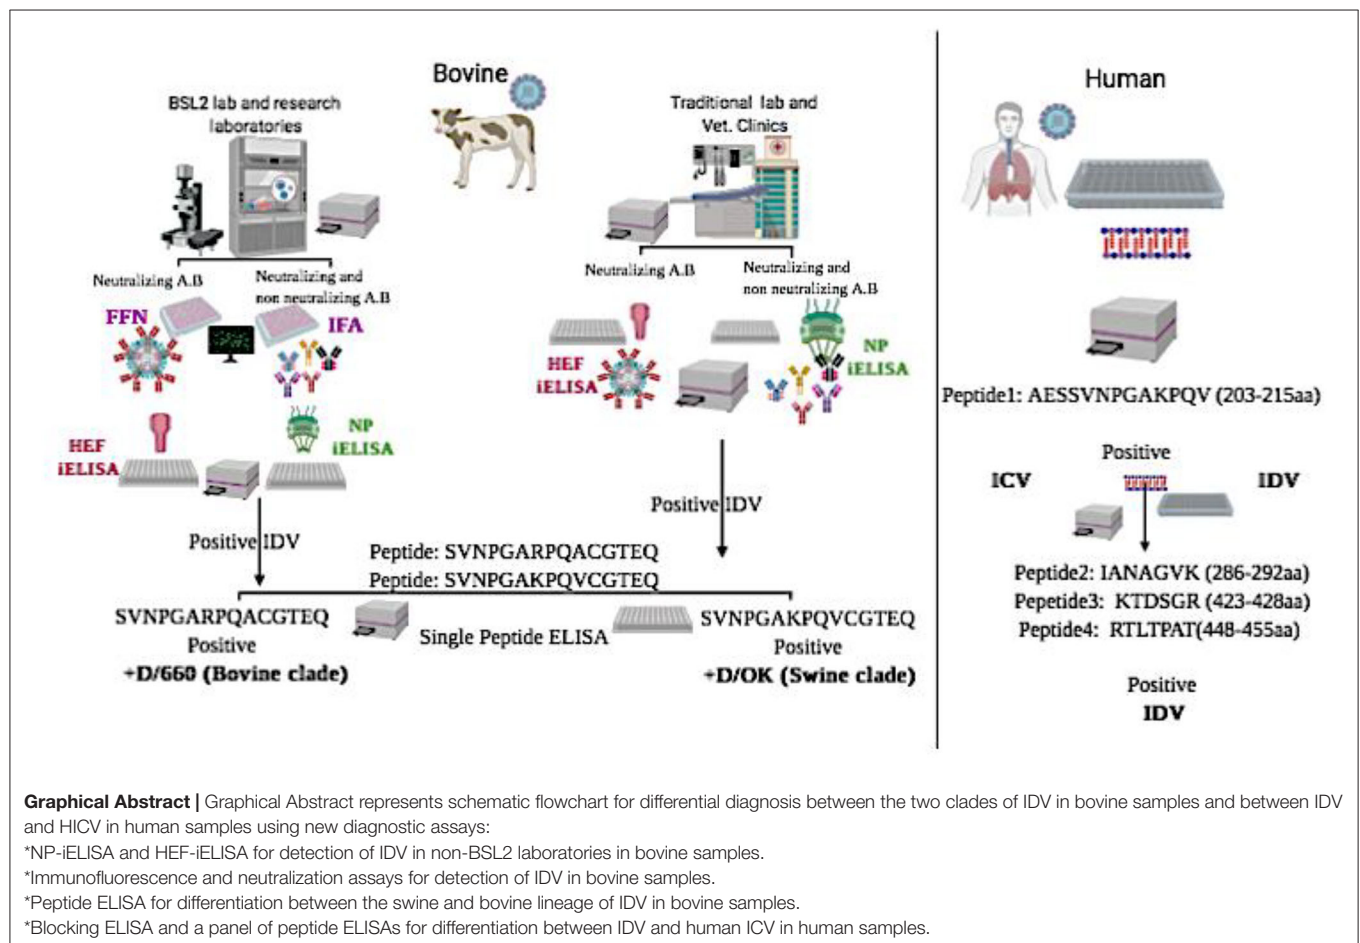 Bovine
BSL2 lab and research
laboratories
Neutralizing A.B
Neutralizing and
non neutralizing A.B
FFN
IFA
HEF
iELISA
NP
iELISA
Positive IDV
Traditional lab and
Vet. Clinics
Neutralizing A.B
Neutralizing and
non neutralizing A.B
HEF
iELISA
NP
iELISA
Positive IDV
Peptide: SVNPGARPQACGTEQ
Peptide: SVNPGAKPQVCGTEQ
SVNPGARPQACGTEQ
Positive
+D/660 (Bovine clade)
Single Peptide ELISA
SVNPGAKPQVCGTEQ
Positive
+D/OK (Swine clade)
Human
Peptide1: AESSVNPGAKPQV (203-215aa)
Positive
ICV
IDV
Peptide2: IANAGVK (286-292aa)
Pepetide3: KTDSGR (423-428aa)
Peptide4: RTLTPAT(448-455aa)
Positive
IDV
Graphical Abstract | Graphical Abstract represents schematic flowchart for differential diagnosis between the two clades of IDV in bovine samples and between IDV
and HICV in human samples using new diagnostic assays:
*NP-iELISA and HEF-iELISA for detection of IDV in non-BSL2 laboratories in bovine samples.
*Immunofluorescence and neutralization assays for detection of IDV in bovine samples.
*Peptide ELISA for differentiation between the swine and bovine lineage of IDV in bovine samples.
*Blocking ELISA and a panel of peptide ELISAs for differentiation between IDV and human ICV in human samples.